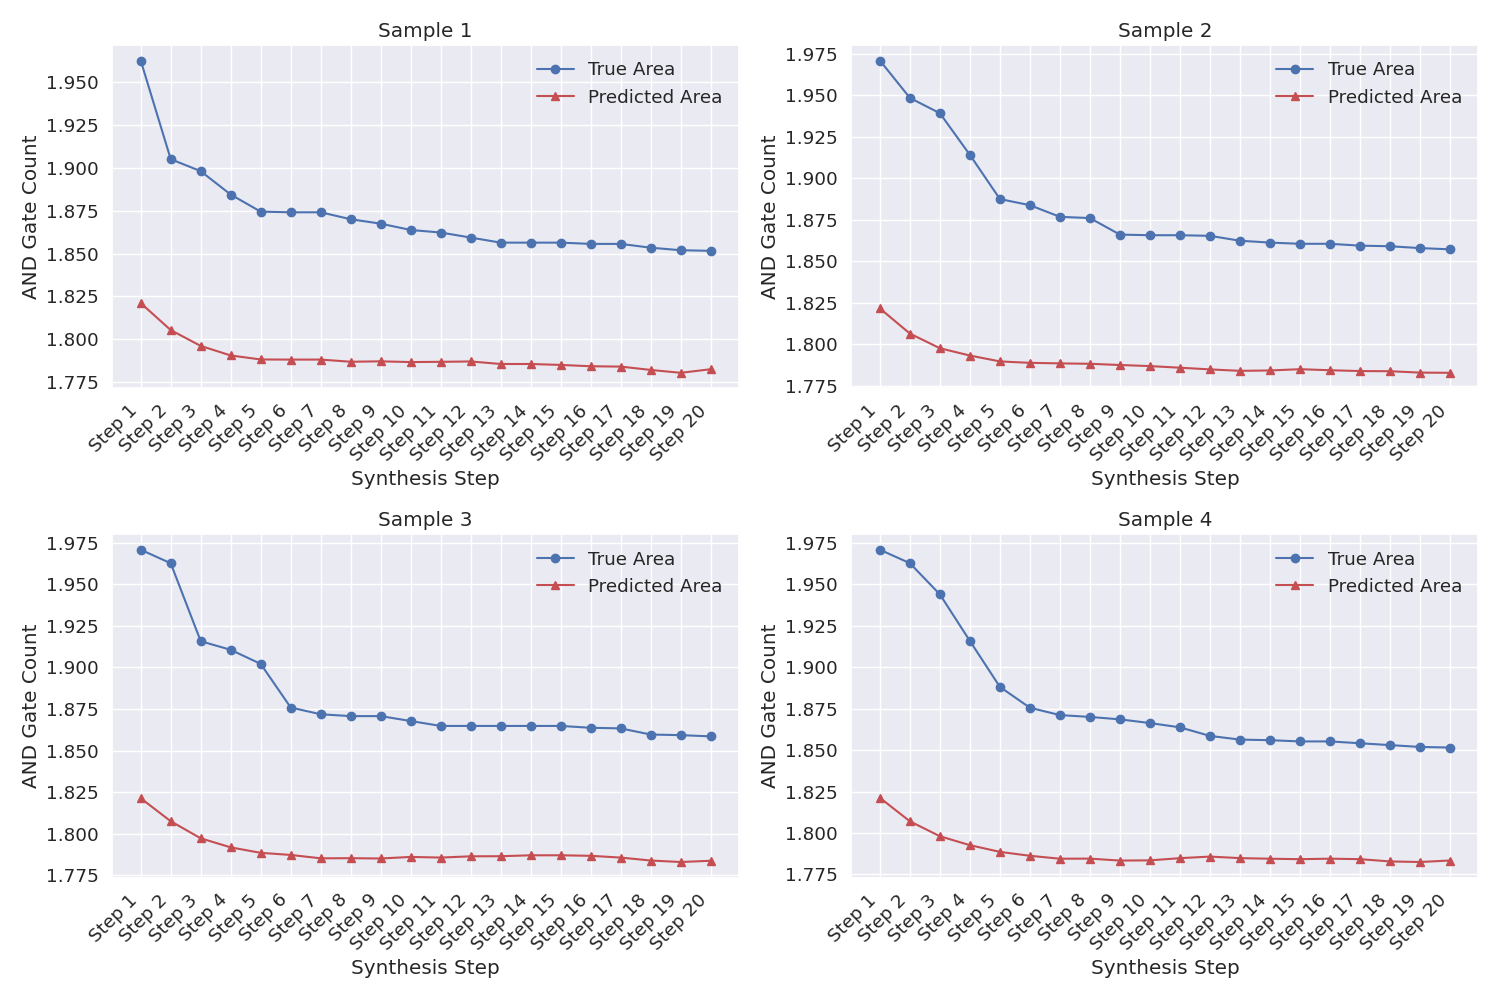 Sample 1
AND Gate Count
1.950
1.925
1.900
1.875
1.850
1.825
1.800
1.775
True Area
Predicted Area
Step 1
Step 2
Step 3
Step 4
Step 5
Step 6
Step 7
Step 8
Step 9
Step 10
Step 11
Step 12
Step 13
Step 14
Step 15
Step 16
Step 17
Step 18
Step 19
Step 20
Synthesis Step
Sample 2
AND Gate Count
1.975
1.950
1.925
1.900
1.875
1.850
1.825
1.800
1.775
True Area
Predicted Area
Step 1
Step 2
Step 3
Step 4
Step 5
Step 6
Step 7
Step 8
Step 9
Step 10
Step 11
Step 12
Step 13
Step 14
Step 15
Step 16
Step 17
Step 18
Step 19
Step 20
Synthesis Step
Sample 3
AND Gate Count
1.975
1.950
1.925
1.900
1.875
1.850
1.825
1.800
1.775
True Area
Predicted Area
Step 1
Step 2
Step 3
Step 4
Step 5
Step 6
Step 7
Step 8
Step 9
Step 10
Step 11
Step 12
Step 13
Step 14
Step 15
Step 16
Step 17
Step 18
Step 19
Step 20
Synthesis Step
Sample 4
AND Gate Count
1.975
1.950
1.925
1.900
1.875
1.850
1.825
1.800
1.775
True Area
Predicted Area
Step 1
Step 2
Step 3
Step 4
Step 5
Step 6
Step 7
Step 8
Step 9
Step 10
Step 11
Step 12
Step 13
Step 14
Step 15
Step 16
Step 17
Step 18
Step 19
Step 20
Synthesis Step